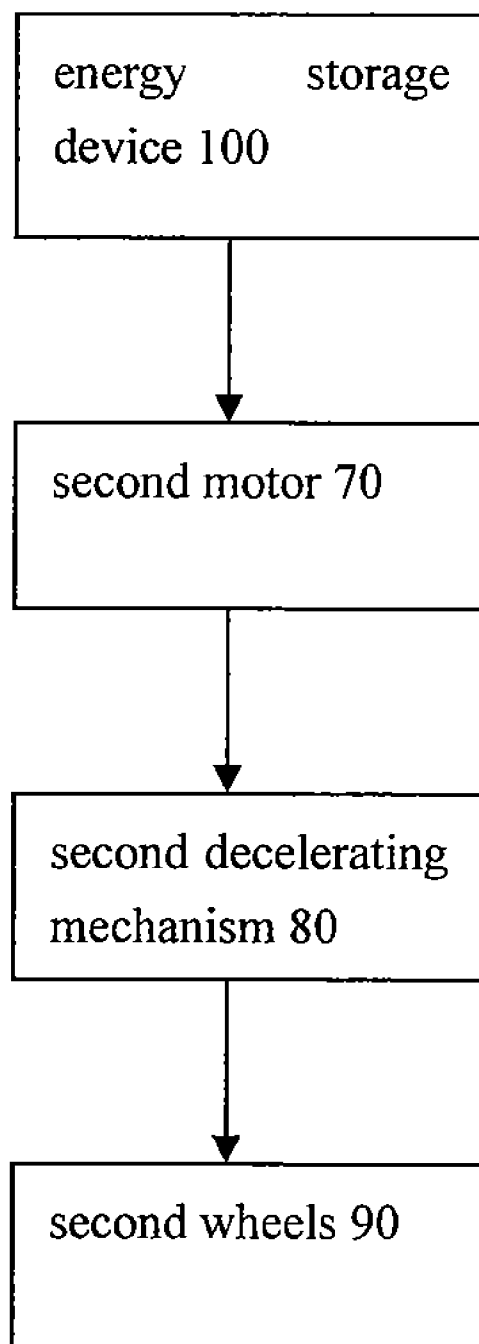 energy storage
device 100
second motor 70
second decelerating
mechanism 80
second wheels 90